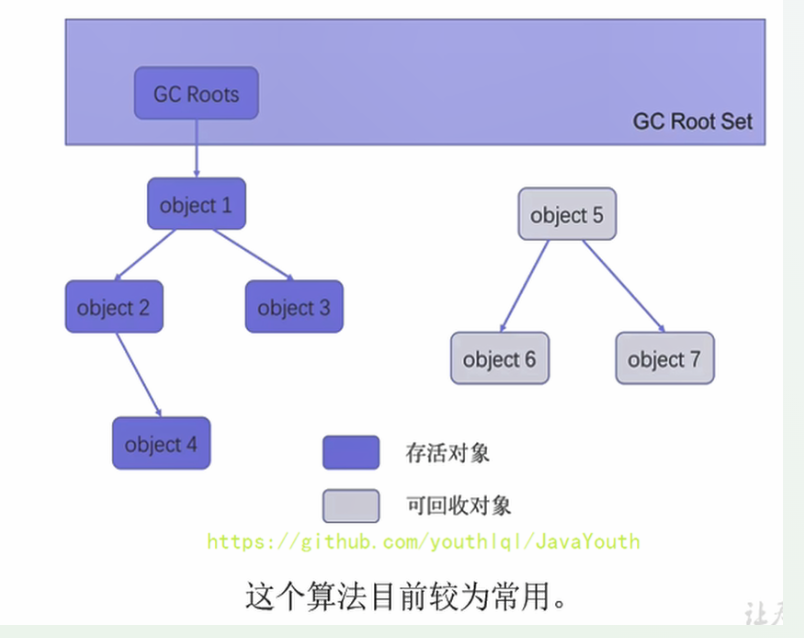 GC Roots
GC Root Set
object 1
object 5
object 2
object 3
object 6
object 7
object 4
存活对象
可回收对象
https://github.com/youthlql/JavaYouth
这个算法目前较为常用。
让